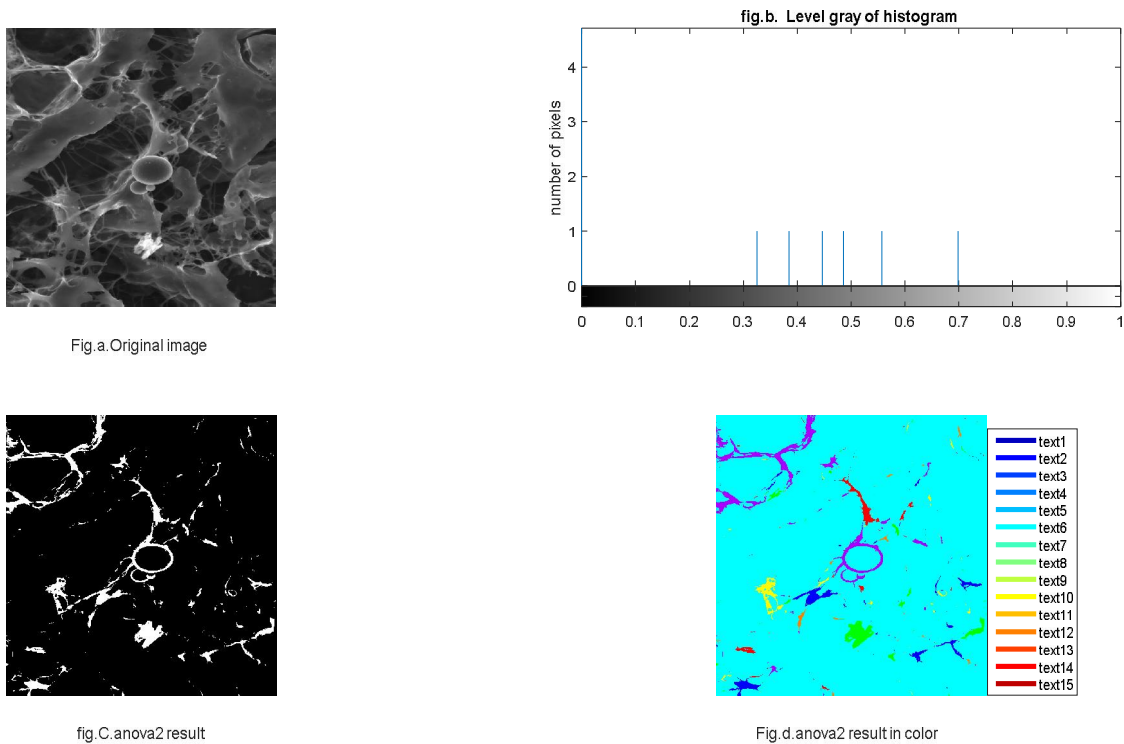 fig.b. Level gray of histogram
number of pixels
4
3
2
1
0
0 0.1 0.2 0.3 0.4 0.5 0.6 0.7 0.8 0.9 1
Fig.a.Original image
text1
text2
text3
text4
text5
text6
text7
text8
text9
text10
text11
text12
text13
text14
text15
fig.C.anova2 result
Fig.d.anova2 result in color